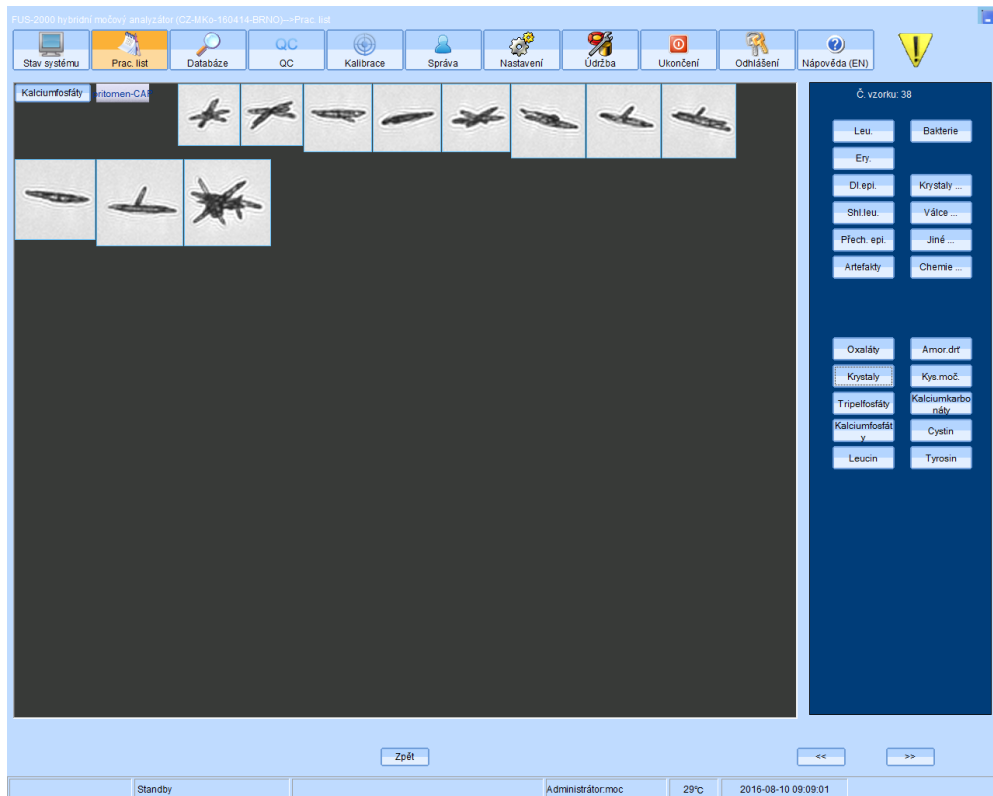 FUS-2000 hybridní močový analyzátor (CZ-MKo-160414-BRNO)-->Prac. list
Stav systému
Prac. list
Databáze
QC
QC
Kalibrace
Správa
Nastavení
Údržba
Ukončení
Odhlášení
Nápověda (EN)
Kalciumfosfáty
Č. vzorku: 38
Leu.
Bakterie
Ery.
Dl.epi.
Krystaly ...
Shl.leu.
Válce ...
Přech. epi.
Jiné ...
Artefakty
Chemie ...
Oxaláty
Amor.drť
Krystaly
Kys.moč.
Tripelfosfáty
Kalciumkarbo
náty
Kalciumfosfát
y
Cystin
Leucin
Tyrosin
Zpět
<<
>>
Standby
Administrátor:moc
29℃
2016-08-10 09:09:01